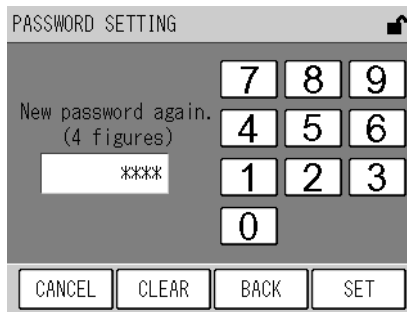 PASSWORD SETTING
7 8 9
New password again.
(4 figures)
4 5 6
****
1 2 3
0
CANCEL CLEAR BACK SET